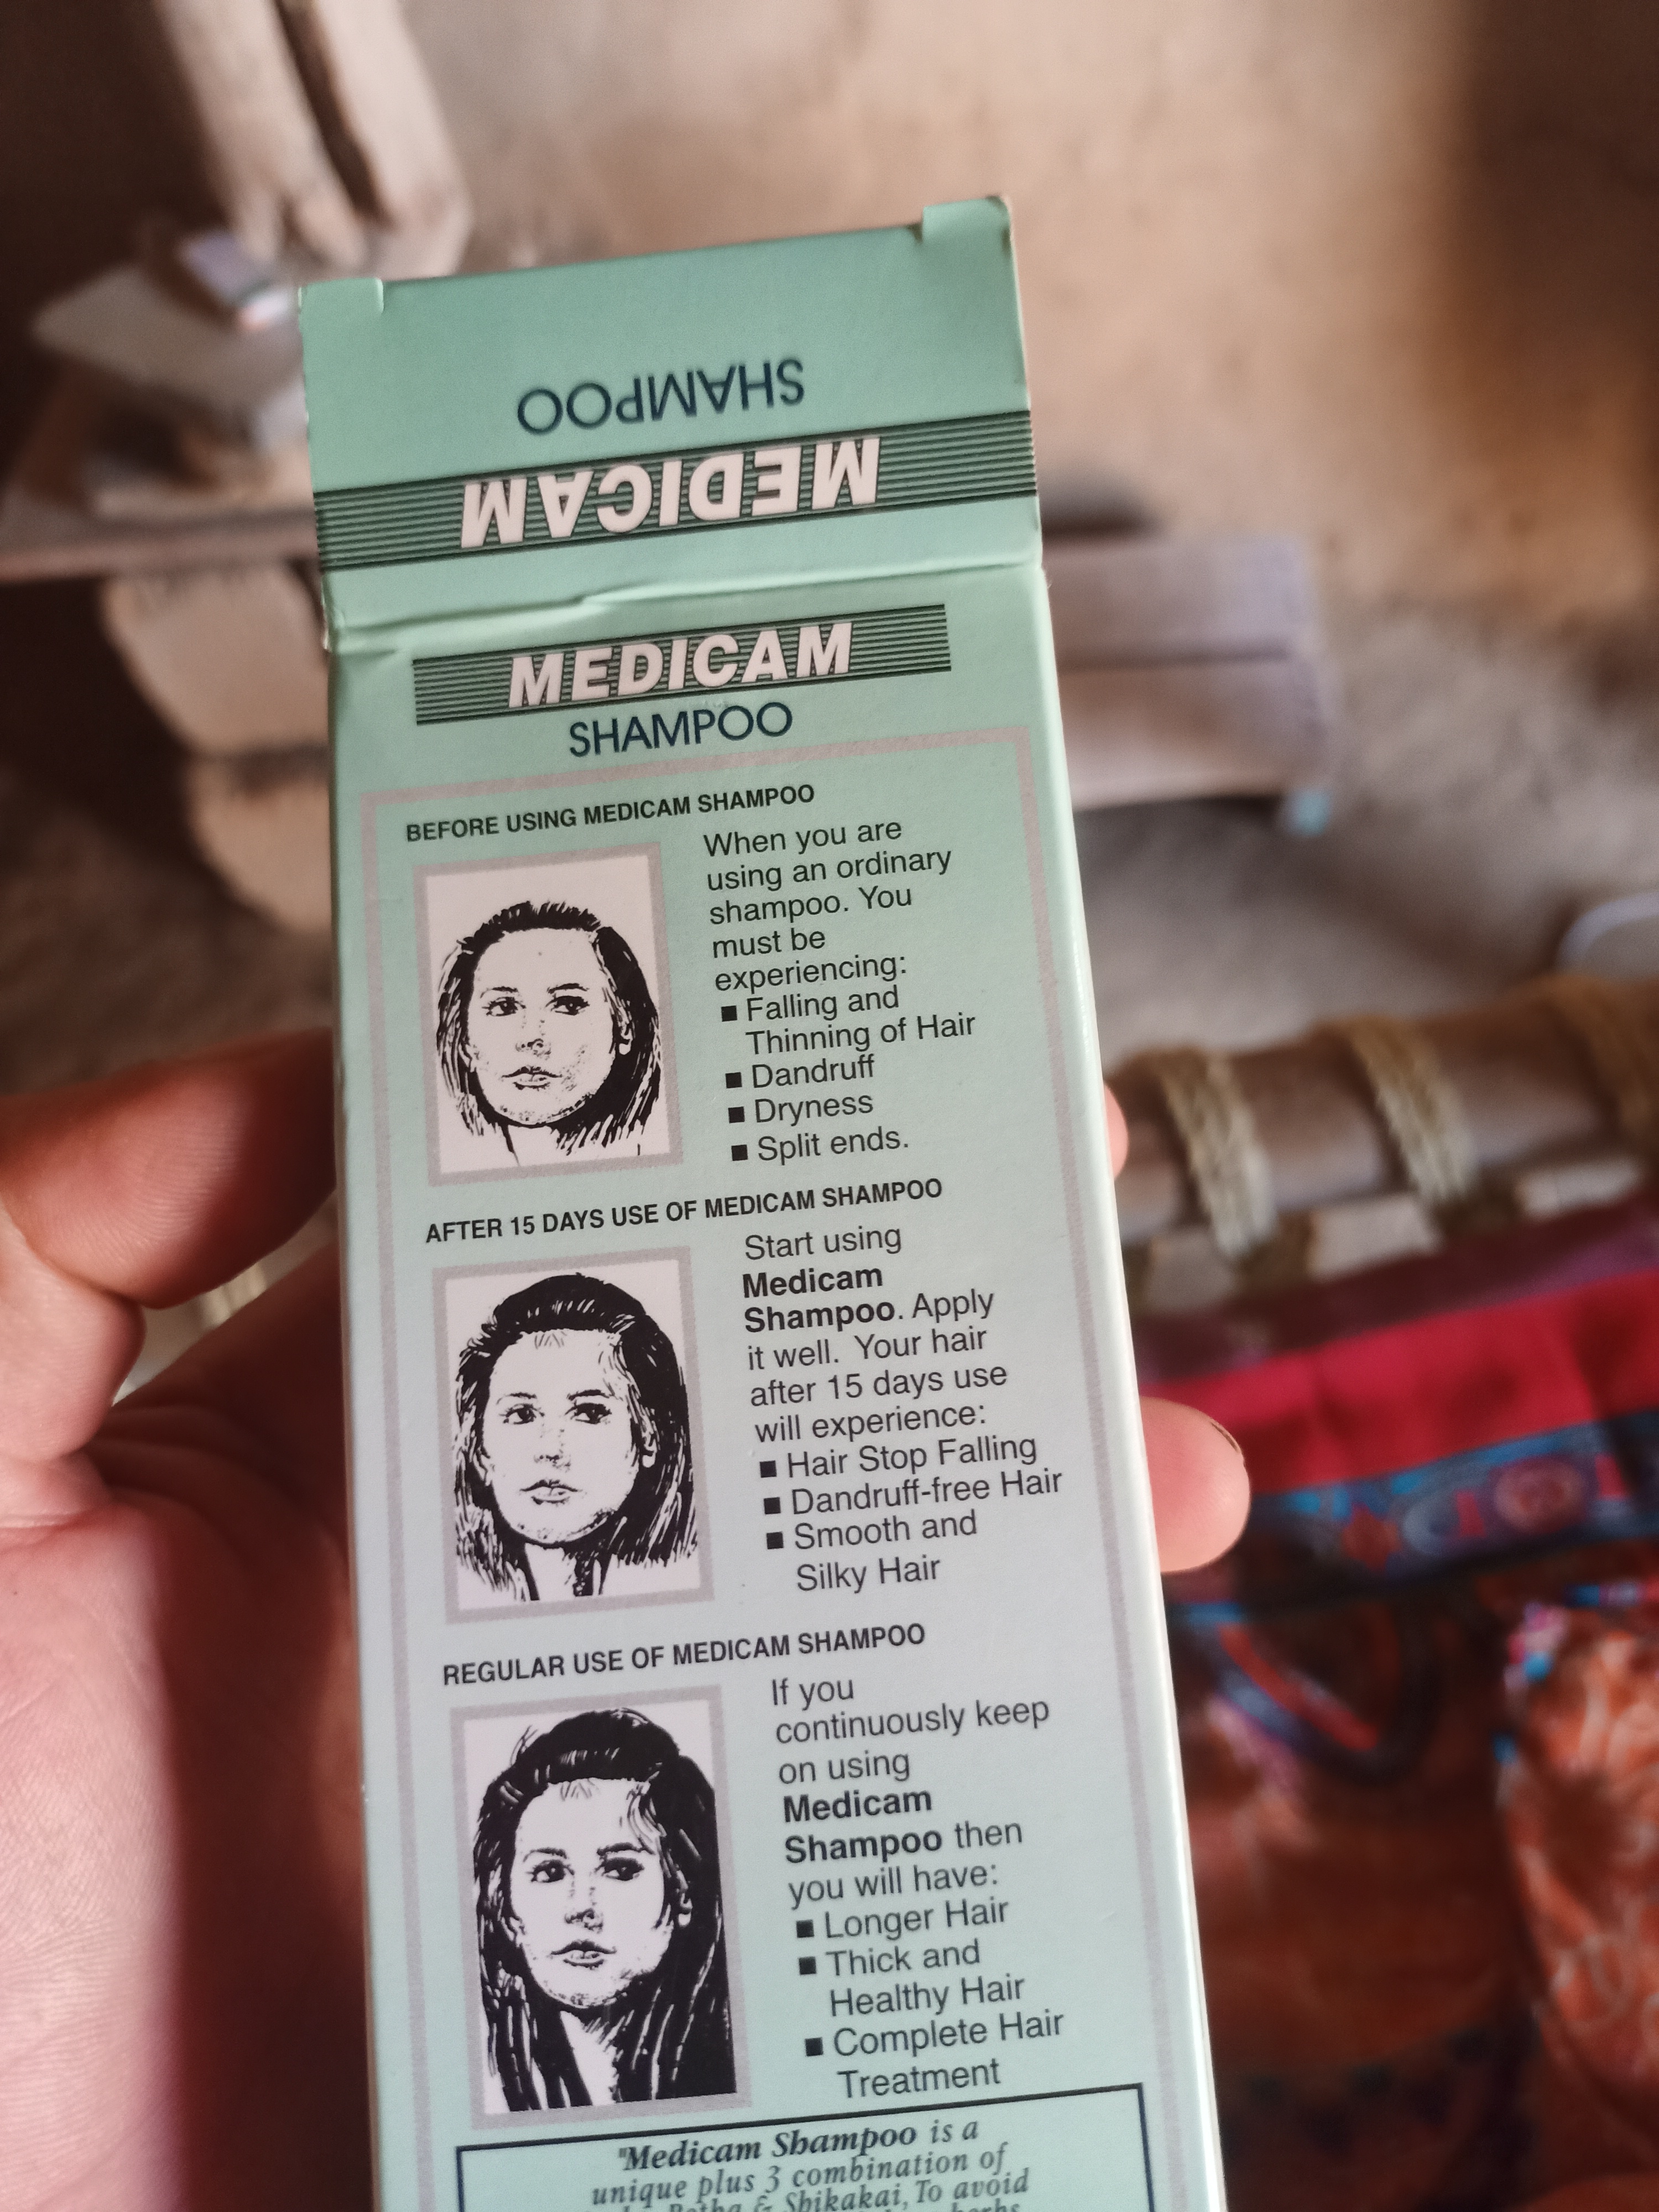 SHAMPOO
MEDICAM
MEDICAM
SHAMPOO
BEFORE USING MEDICAM SHAMPOO
When you are
using an ordinary
shampoo. You
must be
experiencing:
■ Falling and
Thinning of Hair
■ Dandruff
■ Dryness
■ Split ends.
AFTER 15 DAYS USE OF MEDICAM SHAMPOO
Start using
Medicam
Shampoo. Apply
it well. Your hair
after 15 days use
will experience:
■ Hair Stop Falling
■ Dandruff-free Hair
■ Smooth and
Silky Hair
REGULAR USE OF MEDICAM SHAMPOO
If you
continuously keep
on using
Medicam
Shampoo then
you will have:
■ Longer Hair
■ Thick and
Healthy Hair
■ Complete Hair
Treatment
"Medicam Shampoo is a
unique plus 3 combination of
& Shikakai, To avoid